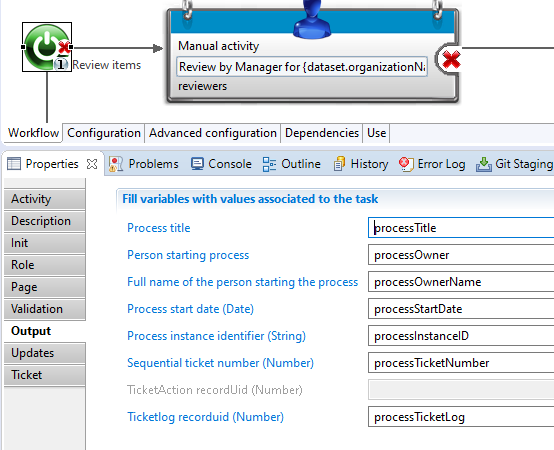 Manual activity
Review items
Review by Manager for {dataset.organizationNa
reviewers
Workflow Configuration Advanced configuration Dependencies Use
Properties Problems Console Outline History Error Log Git Staging
Activity
Description
Init
Role
Page
Validation
Output
Updates
Ticket
Fill variables with values associated to the task
Process title processTitle
Person starting process processOwner
Full name of the person starting the process processOwnerName
Process start date (Date) processStartDate
Process instance identifier (String) processInstanceID
Sequential ticket number (Number) processTicketNumber
TicketAction recordUid (Number)
Ticketlog recorduid (Number) processTicketLog